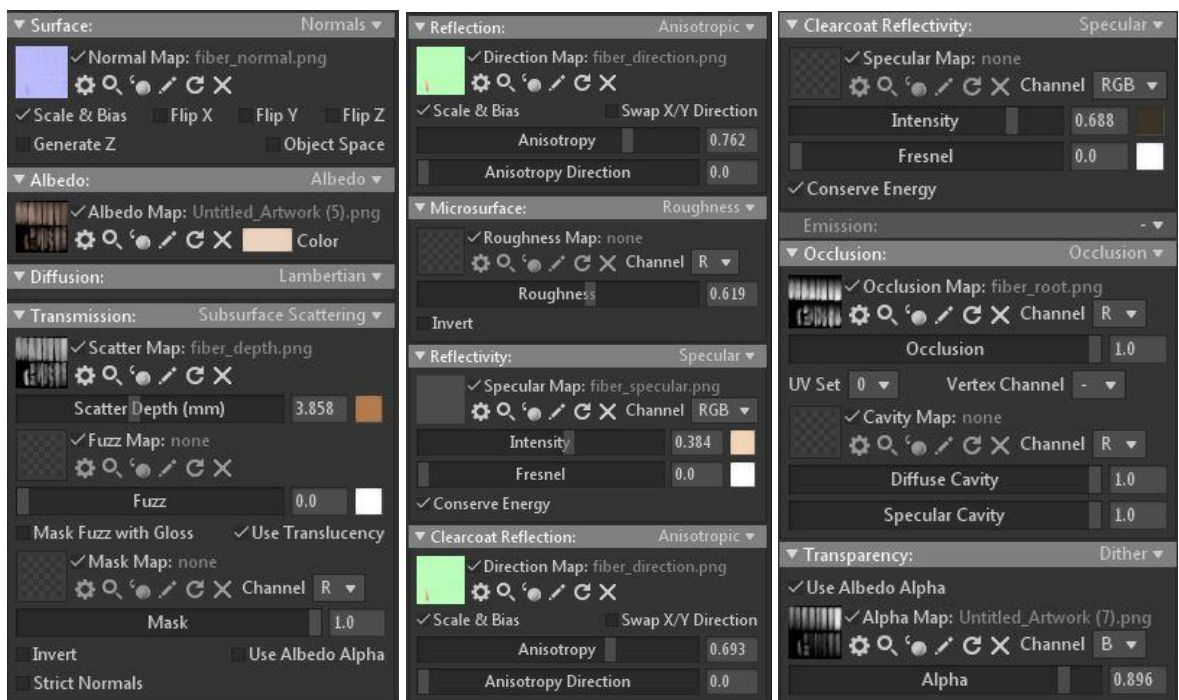 Surface: Normals
Normal Map: fiber_normal.png
Scale & Bias Flip X Flip Y Flip Z
Generate Z Object Space
Albedo: Albedo
Albedo Map: Untitled_Artwork (5).png
Color
Diffusion: Lambertian
Transmission: Subsurface Scattering
Scatter Map: fiber_depth.png
Scatter Depth (mm) 3.858
Fuzz Map: none
Fuzz 0.0
Mask Fuzz with Gloss Use Translucency
Mask Map: none
Channel R
Mask 1.0
Invert Use Albedo Alpha
Strict Normals
Reflection: Anisotropic
Direction Map: fiber_direction.png
Scale & Bias Swap X/Y Direction
Anisotropy 0.762
Anisotropy Direction 0.0
Microsurface: Roughness
Roughness Map: none
Channel R
Roughness 0.619
Invert
Reflectivity: Specular
Specular Map: fiber_specular.png
Channel RGB
Intensity 0.384
Fresnel 0.0
Conserve Energy
Clearcoat Reflection: Anisotropic
Direction Map: fiber_direction.png
Scale & Bias Swap X/Y Direction
Anisotropy 0.693
Anisotropy Direction 0.0
Clearcoat Reflectivity: Specular
Specular Map: none
Channel RGB
Intensity 0.688
Fresnel 0.0
Conserve Energy
Emission: -
Occlusion: Occlusion
Occlusion Map: fiber_root.png
Channel R
Occlusion 1.0
UV Set 0 Vertex Channel -
Cavity Map: none
Channel R
Diffuse Cavity 1.0
Specular Cavity 1.0
Transparency: Dither
Use Albedo Alpha
Alpha Map: Untitled_Artwork (7).png
Channel B
Alpha 0.896